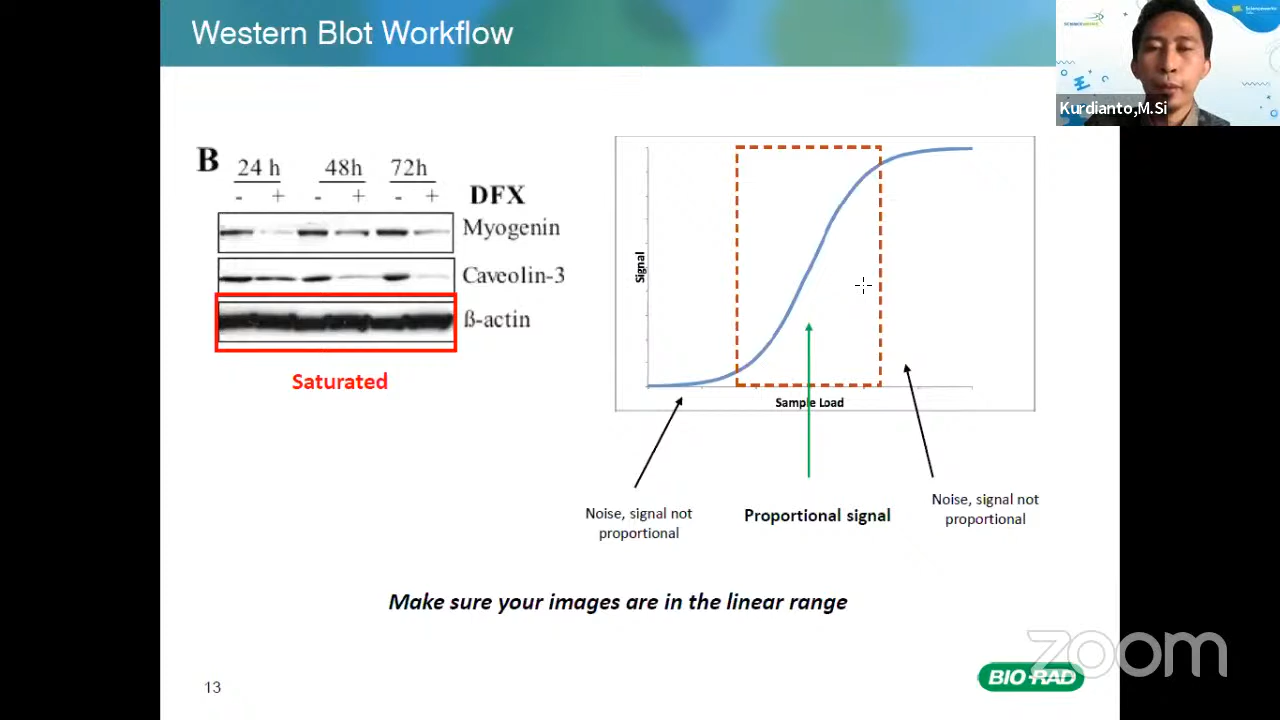 Western Blot Workflow
SCIENCEWERKE
Scienceewerke
Kurdianto,M.Si
B
24 h 48h 72h
- + - + - + DFX
Myogenin
Caveolin-3
ß-actin
Saturated
Signal
Sample Load
Noise, signal not
proportional
Proportional signal
Noise, signal not
proportional
Make sure your images are in the linear range
13
BIO-RAD
zoom